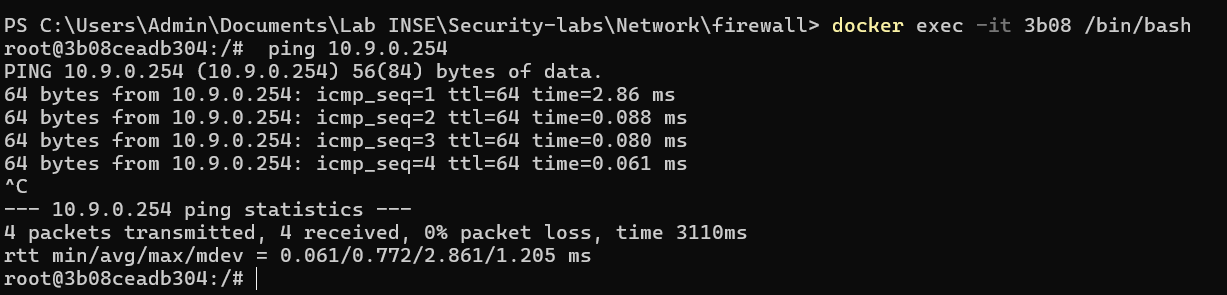 PS C:\Users\Admin\Documents\Lab INSE\Security-labs\Network\firewall> docker exec -it 3b08 /bin/bash
root@3b08ceadb304:/#  ping 10.9.0.254
PING 10.9.0.254 (10.9.0.254) 56(84) bytes of data.
64 bytes from 10.9.0.254: icmp_seq=1 ttl=64 time=2.86 ms
64 bytes from 10.9.0.254: icmp_seq=2 ttl=64 time=0.088 ms
64 bytes from 10.9.0.254: icmp_seq=3 ttl=64 time=0.080 ms
64 bytes from 10.9.0.254: icmp_seq=4 ttl=64 time=0.061 ms
^C
--- 10.9.0.254 ping statistics ---
4 packets transmitted, 4 received, 0% packet loss, time 3110ms
rtt min/avg/max/mdev = 0.061/0.772/2.861/1.205 ms
root@3b08ceadb304:/#